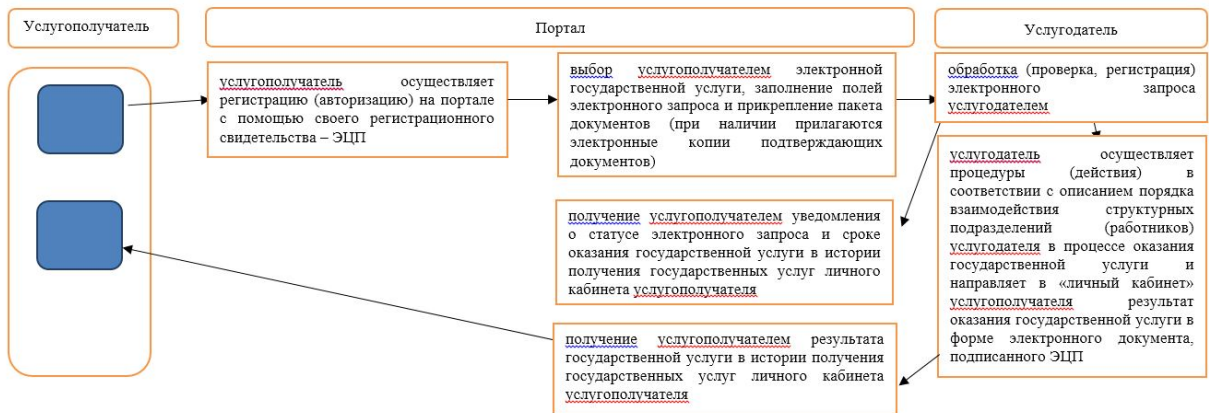 Услугополучатель
Портал
Услугодатель
услугополучатель осуществляет
регистрацию (авторизацию) на портале
с помощью своего регистрационного
свидетельства – ЭЦП
выбор услугополучателем электронной
государственной услуги, заполнение полей
электронного запроса и прикрепление пакета
документов (при наличии прилагаются
электронные копии подтверждающих
документов)
обработка (проверка, регистрация)
электронного запроса
услугодателем
получение услугополучателем уведомления
о статусе электронного запроса и сроке
оказания государственной услуги в истории
получения государственных услуг личного
кабинета услугополучателя
услугодатель осуществляет
процедуры (действия) в
соответствии с описанием порядка
взаимодействия структурных
подразделений (работников)
услугодателя в процессе оказания
государственной услуги и
направляет в «личный кабинет»
услугополучателя результат
оказания государственной услуги в
форме электронного документа,
подписанного ЭЦП
получение услугополучателем результата
государственной услуги в истории получения
государственных услуг личного кабинета
услугополучателя